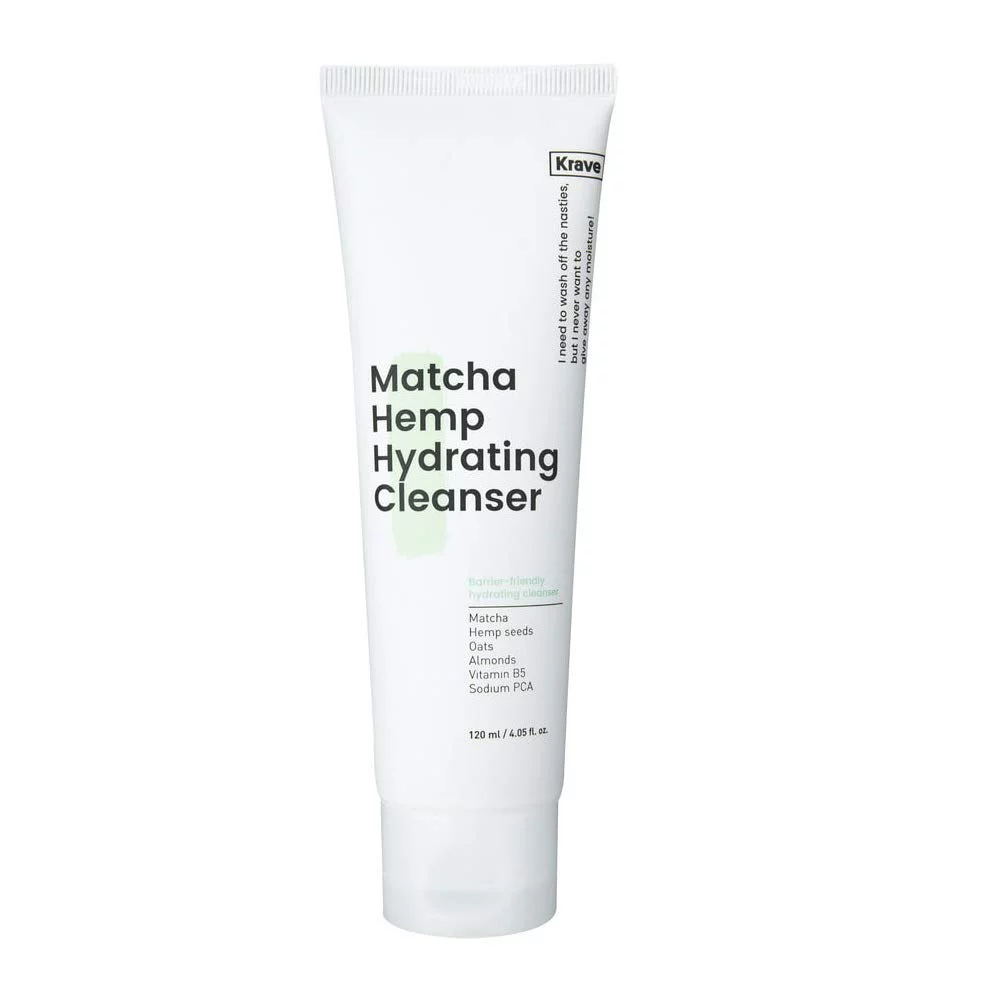 Krave
I need to wash off the nasties,
but I never want to
give away any moisture!
Matcha
Hemp
Hydrating
Cleanser
Barrier-friendly
hydrating cleanser
Matcha
Hemp seeds
Oats
Almonds
Vitamin B5
Sodium PCA
120 ml / 4.05 fl. oz.